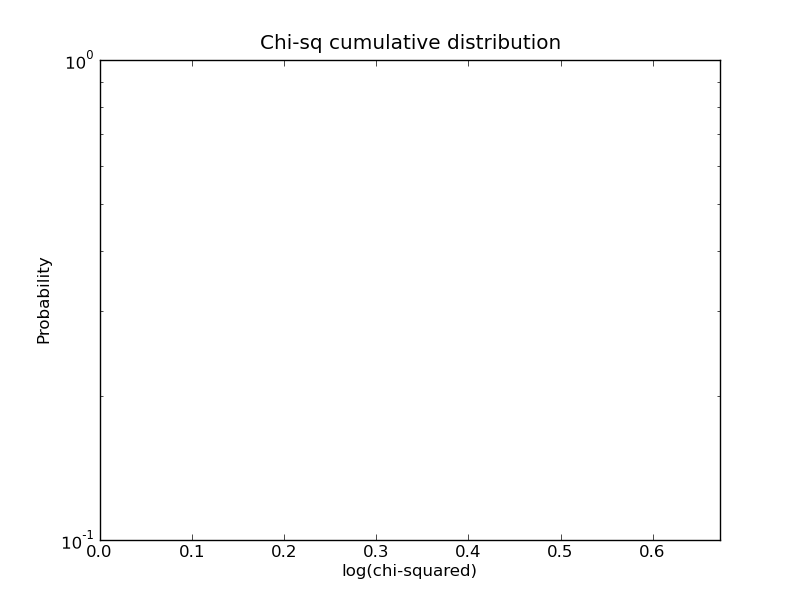 Chi-sq cumulative distribution
10^0
Probability
10^-1
0.0 0.1 0.2 0.3 0.4 0.5 0.6
log(chi-squared)